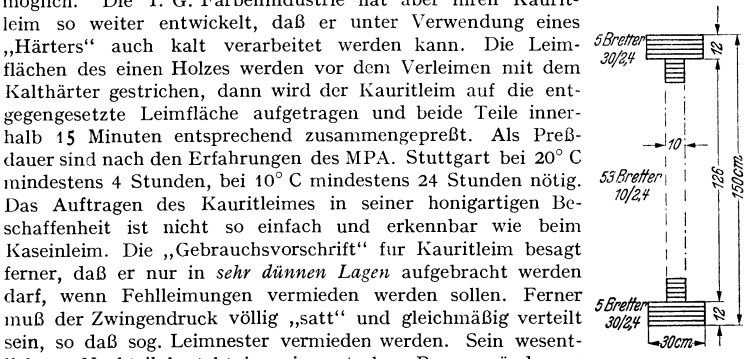 möglich. Die I. G. Farbenindustrie hat aber ihren Kaurit-
leim so weiter entwickelt, daß er unter Verwendung eines
„Härters“ auch kalt verarbeitet werden kann. Die Leim-
flächen des einen Holzes werden vor dem Verleimen mit dem
Kalthärter gestrichen, dann wird der Kauritleim auf die ent-
gegengesetzte Leimfläche aufgetragen und beide Teile inner-
halb 15 Minuten entsprechend zusammengepreßt. Als Preß-
dauer sind nach den Erfahrungen des MPA. Stuttgart bei 20° C
mindestens 4 Stunden, bei 10° C mindestens 24 Stunden nötig.
Das Auftragen des Kauritleimes in seiner honigartigen Be-
schaffenheit ist nicht so einfach und erkennbar wie beim
Kaseinleim. Die „Gebrauchsvorschrift“ fur Kauritleim besagt
ferner, daß er nur in sehr dünnen Lagen aufgebracht werden
darf, wenn Fehlleimungen vermieden werden sollen. Ferner
muß der Zwingendruck völlig „satt“ und gleichmäßig verteilt
sein, so daß sog. Leimnester vermieden werden. Sein wesent-
5 Bretter
30/2,4
12
10
53 Bretter
10/2,4
126
150cm
5 Bretter
30/2,4
12
30cm